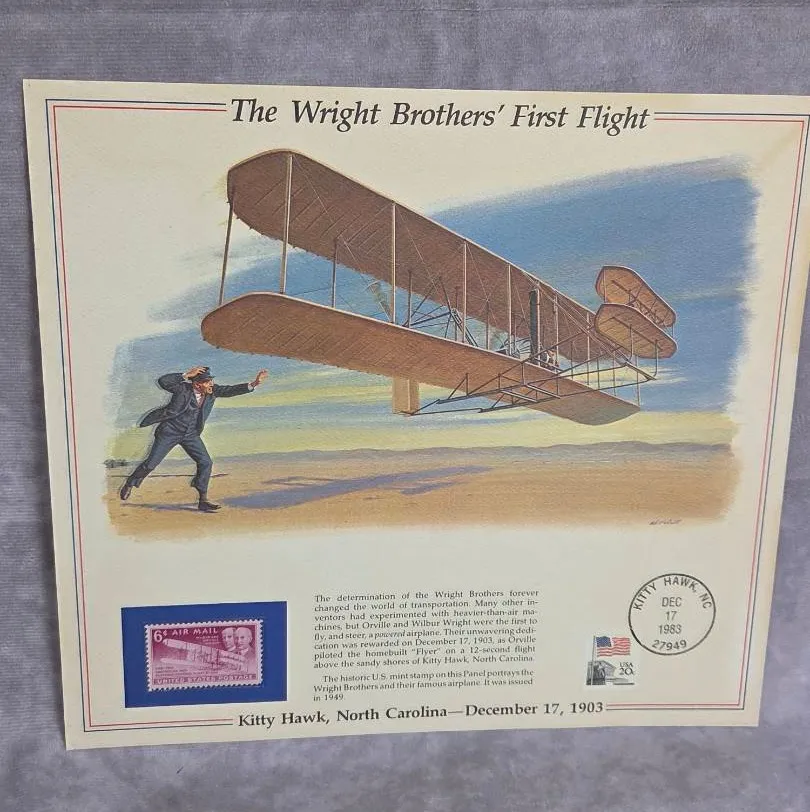 The Wright Brothers' First Flight
The determination of the Wright Brothers forever
changed the world of transportation. Many other in-
ventors had experimented with heavier-than-air ma-
chines, but Orville and Wilbur Wright were the first to
fly, and steer, a powered airplane. Their unwavering dedi-
cation was rewarded on December 17, 1903, as Orville
piloted the homebuilt "Flyer" on a 12-second flight
above the sandy shores of Kitty Hawk, North Carolina.
The historic U.S. mint stamp on this Panel portrays the
Wright Brothers and their famous airplane. It was issued
in 1949.
6¢ AIR MAIL
UNITED STATES POSTAGE
KITTY HAWK, NC
DEC
17
1983
27949
USA
20c
Kitty Hawk, North Carolina—December 17, 1903